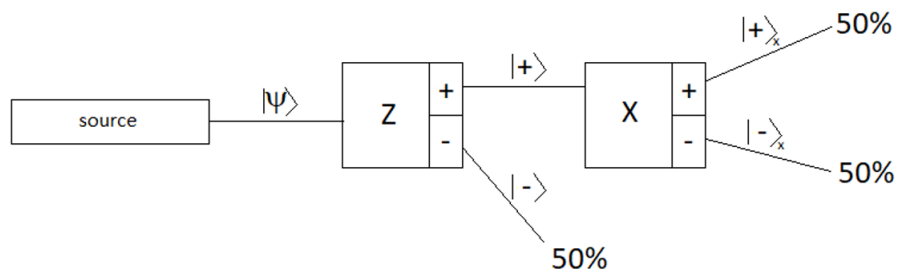 source
|ψ⟩
Z
+
-
|+⟩
|-⟩
50%
X
+
-
|+⟩ₓ
50%
|-⟩ₓ
50%